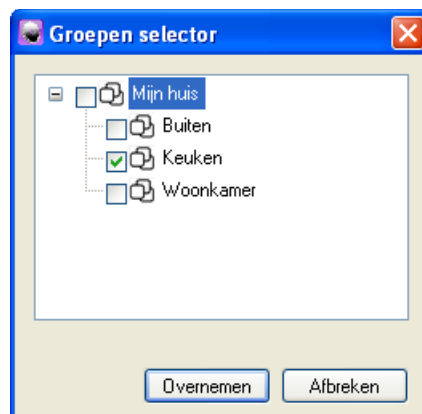 Groepen selector
Mijn huis
Buiten
Keuken
Woonkamer
Overnemen Afbreken